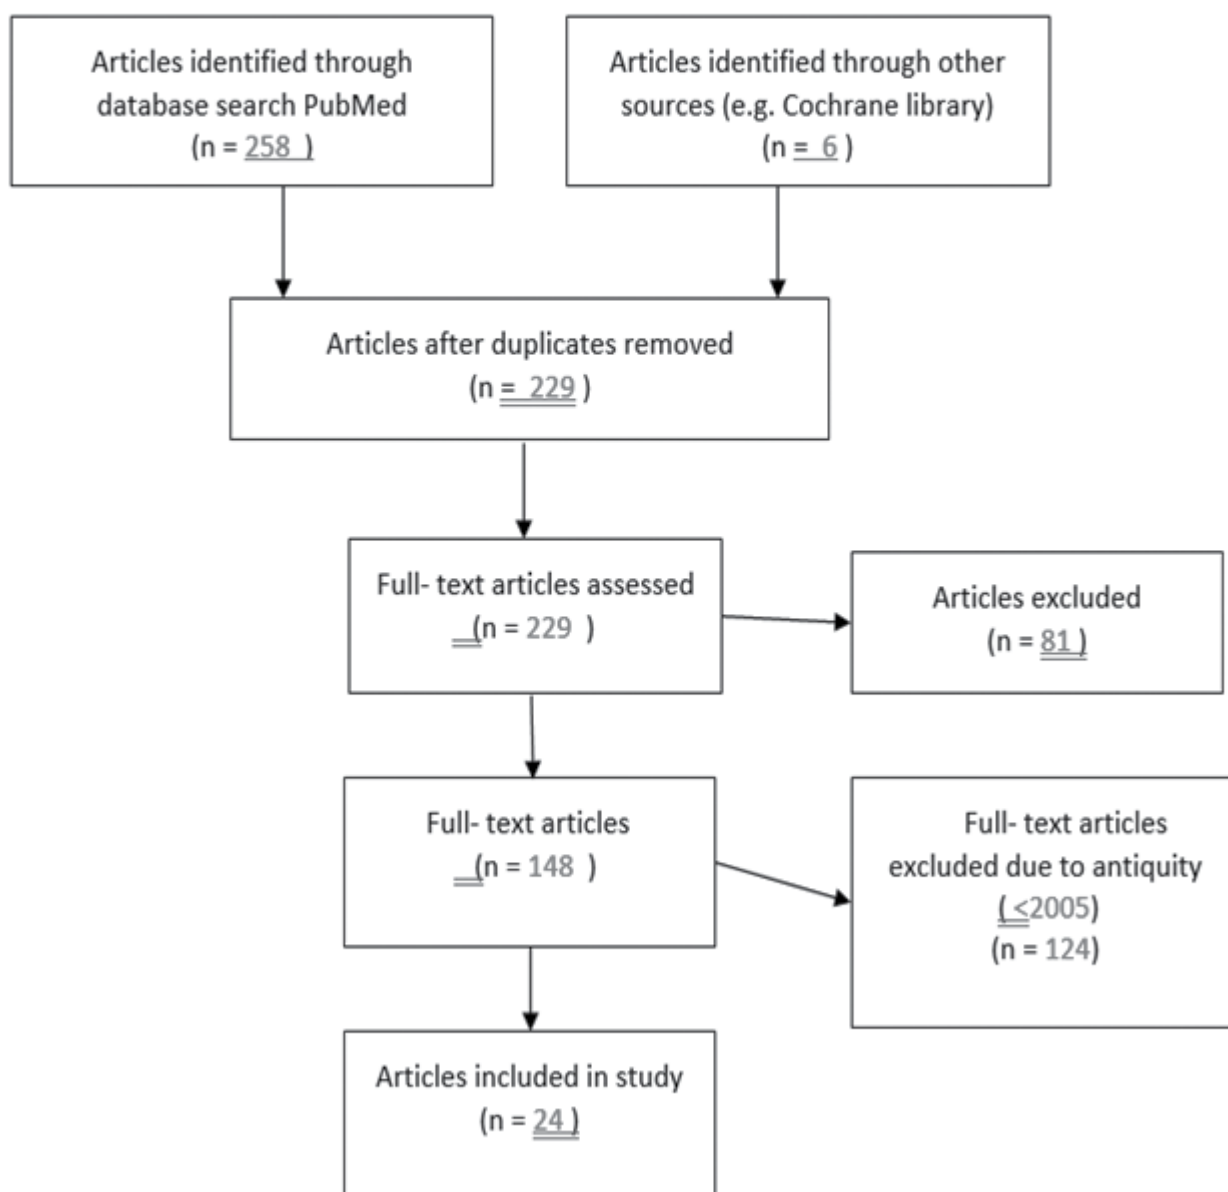 Articles identified through
database search PubMed
(n = 258 )
Articles identified through other
sources (e.g. Cochrane library)
(n = 6 )
Articles after duplicates removed
(n = 229 )
Full- text articles assessed
(n = 229 )
Articles excluded
(n = 81 )
Full- text articles
(n = 148 )
Full- text articles
excluded due to antiquity
( <2005)
(n = 124)
Articles included in study
(n = 24 )